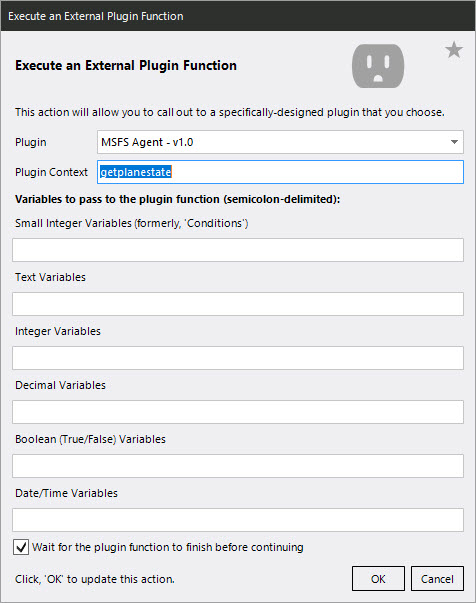 Execute an External Plugin Function
Execute an External Plugin Function
This action will allow you to call out to a specifically-designed plugin that you choose.
Plugin MSFS Agent - v1.0
Plugin Context getplanestate
Variables to pass to the plugin function (semicolon-delimited):
Small Integer Variables (formerly, 'Conditions')
Text Variables
Integer Variables
Decimal Variables
Boolean (True/False) Variables
Date/Time Variables
Wait for the plugin function to finish before continuing
Click, 'OK' to update this action. OK Cancel